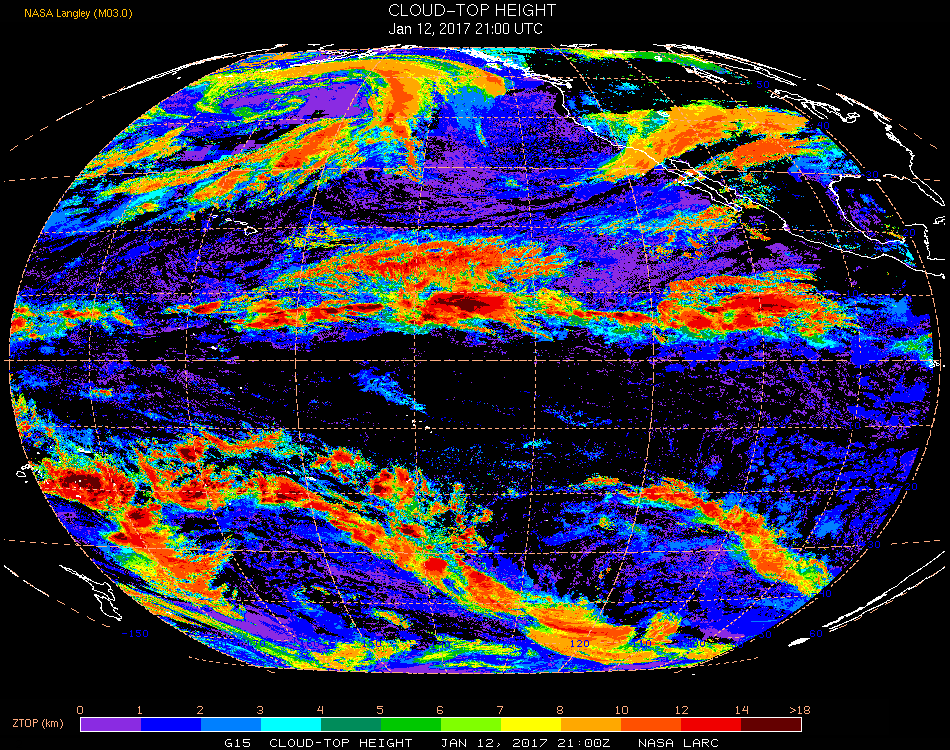 NASA Langley (M03.0)
CLOUD-TOP HEIGHT
Jan 12, 2017 21:00 UTC
-150
120
60
0 1 2 3 4 5 6 7 8 10 12 14 >18
ZTOP (km)
G15 CLOUD-TOP HEIGHT JAN 12, 2017 21:00Z NASA LARC